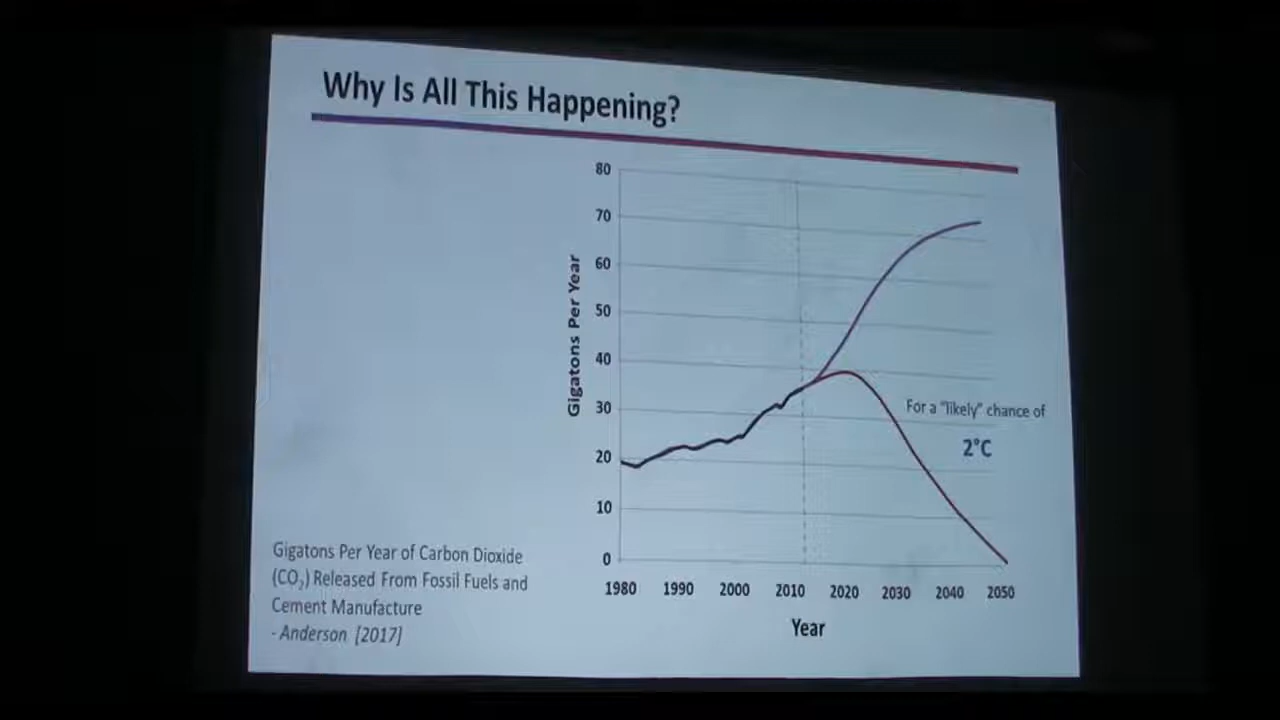 Why Is All This Happening?
80
70
60
50
40
30
20
10
0
Gigatons Per Year
1980 1990 2000 2010 2020 2030 2040 2050
Year
For a "likely" chance of
2°C
Gigatons Per Year of Carbon Dioxide
(CO₂) Released From Fossil Fuels and
Cement Manufacture
- Anderson [2017]